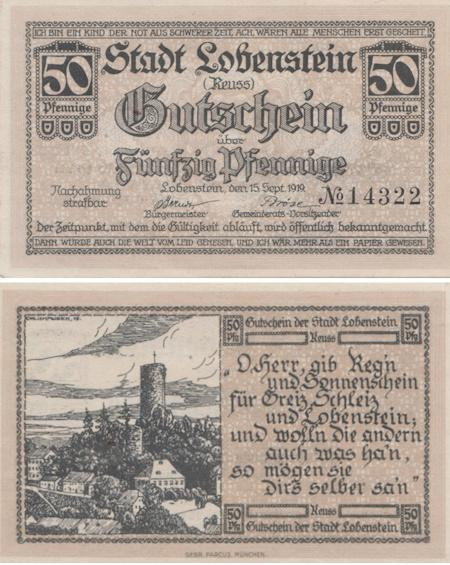 ICH BIN EIN KIND DER NOT AUS SCHWERER ZEIT, ACH, WÄREN ALLE MENSCHEN ERST GESCHEIT,
50 Stadt Lobenstein 50
Pfennige (Reuss) Pfennige
Gutschein
über
Fünfzig Pfennige
Nachahmung strafbar
Lobenstein, den 15. Sept. 1919.
№ 14322
Bürgermeister Gemeinderats-Vorsitzender
der Zeitpunkt, mit dem die Gültigkeit abläuft, wird öffentlich bekanntgemacht.
DANN WÜRDE AUCH DIE WELT VOM LEID GENESEN, UND ICH WÄR MEHR ALS EIN PAPIER GEWESEN.
50 Pfg Gutschein der Stadt Lobenstein 50 Pfg
Reuss
„O Herr, gib Reg'n
und Sonnenschein
für Greiz, Schleiz
und Lobenstein;
und woll'n die andern
auch was ha'n,
so mögen sie
dir's selber sa'n"
50 Pfg Reuss 50 Pfg
Gutschein der Stadt Lobenstein
GEBR. PARCUS, MÜNCHEN.